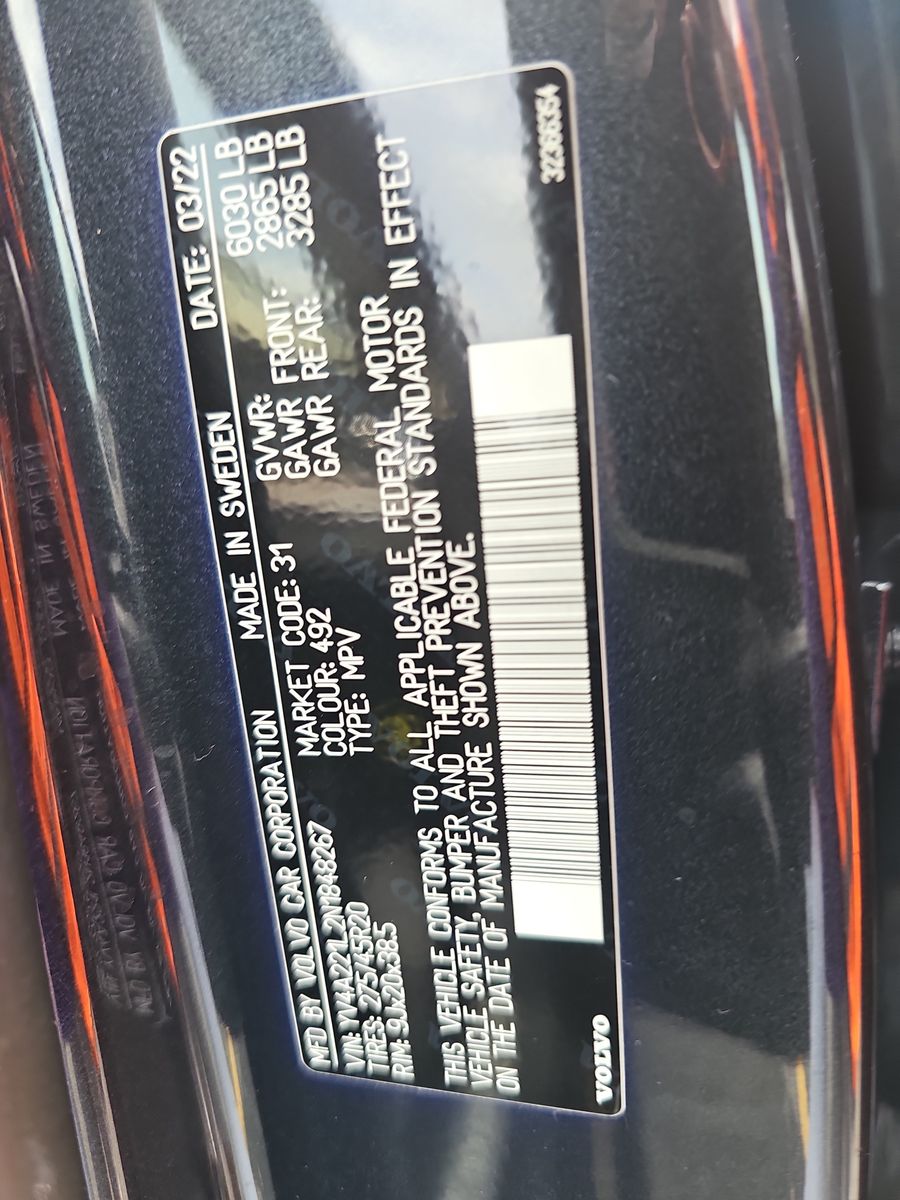 MFD BY VOLVO CAR CORPORATION MADE IN SWEDEN DATE: 03/22
VIN: YV4A22TL2N1848267 MARKET CODE: 31 GVWR: 6030 LB
TIRES: 275/45R20 COLOUR: 492 GAWR FRONT: 2865 LB
RIM: 9Jx20x38.5 TYPE: MPV GAWR REAR: 3285 LB
THIS VEHICLE CONFORMS TO ALL APPLICABLE FEDERAL MOTOR
VEHICLE SAFETY, BUMPER AND THEFT PREVENTION STANDARDS IN EFFECT
ON THE DATE OF MANUFACTURE SHOWN ABOVE.
VOLVO 32366354